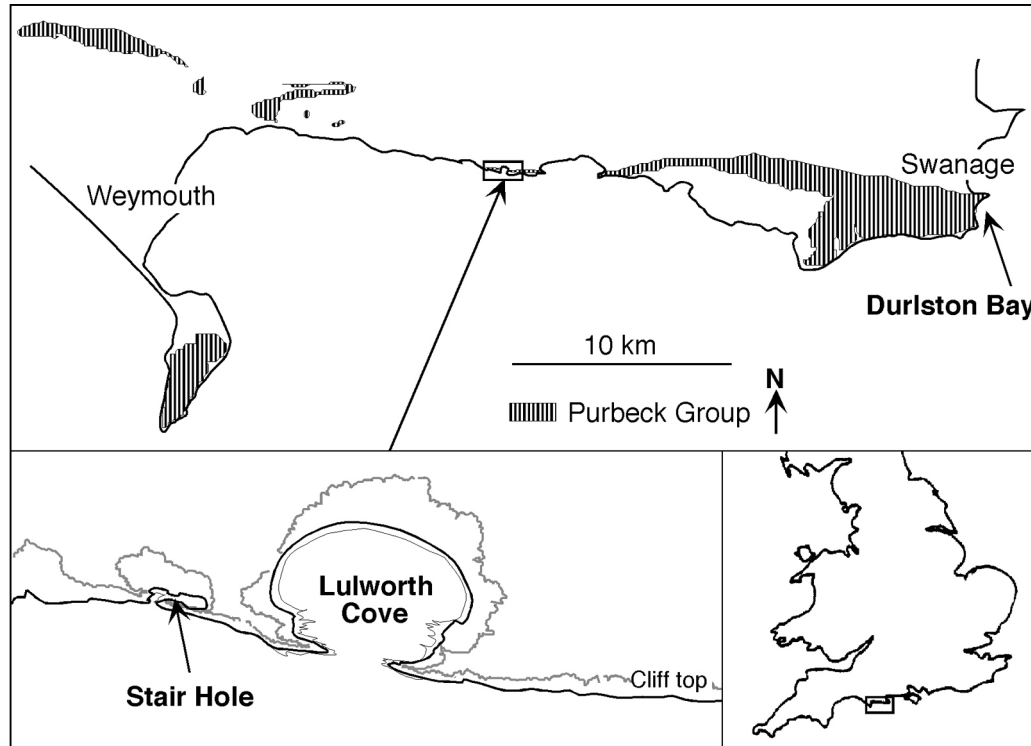 Weymouth
Swanage
Durlston Bay
10 km
N
Purbeck Group
Lulworth
Cove
Stair Hole
Cliff top